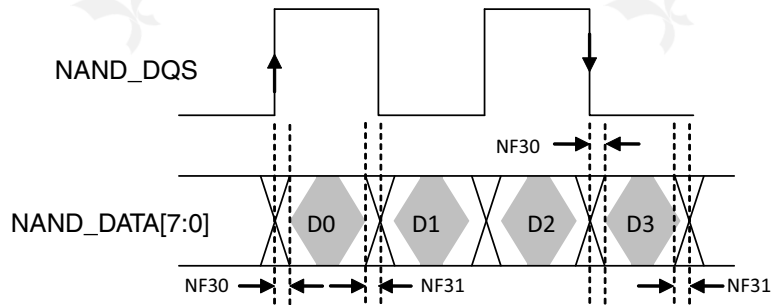 NAND_DQS
NF30
NAND_DATA[7:0]
D0 D1 D2 D3
NF30 NF31 NF31